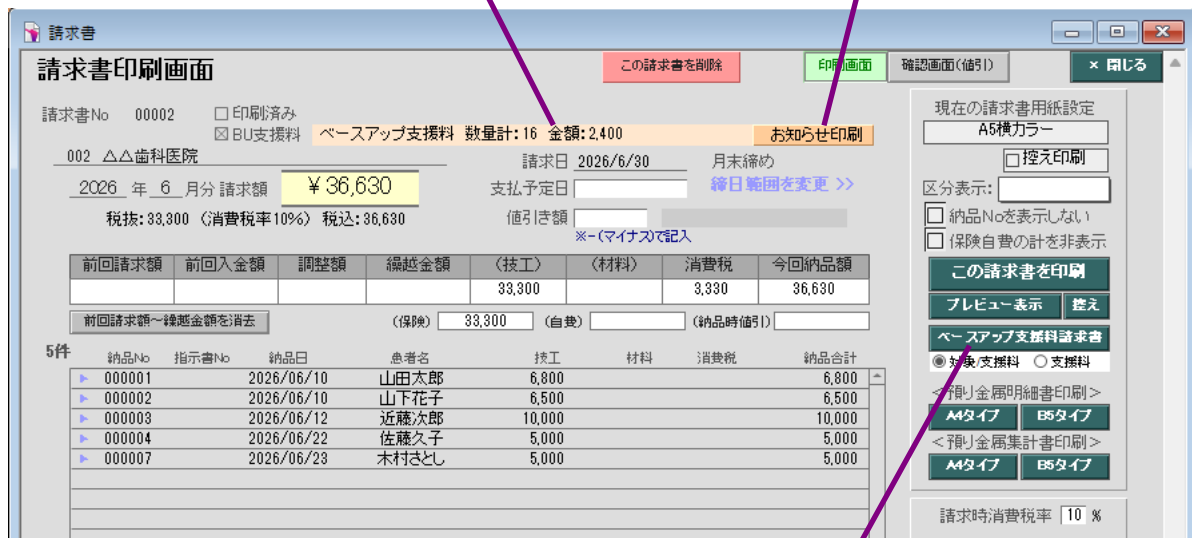 請求書
請求書印刷画面 この請求書を削除 印刷画面 確認画面(値引) × 閉じる
請求書No 00002 □印刷済み
☒BU支援料 ベースアップ支援料 数量計:16 金額:2,400 お知らせ印刷
002 △△歯科医院 請求日 2026/6/30 月末締め
2026 年 6 月分 請求額 ¥36,630 支払予定日 締日範囲を変更 >>
税抜:33,300 (消費税率10%) 税込:36,630 値引き額
※-(マイナス)で記入
前回請求額 前回入金額 調整額 繰越金額 (技工) (材料) 消費税 今回納品額
33,300 3,330 36,630
前回請求額~繰越金額を消去 (保険) 33,300 (自費) (納品時値引)
5件 納品No 指示書No 納品日 患者名 技工 材料 消費税 納品合計
000001 2026/06/10 山田太郎 6,800 6,800
000002 2026/06/10 山下花子 6,500 6,500
000003 2026/06/12 近藤次郎 10,000 10,000
000004 2026/06/22 佐藤久子 5,000 5,000
000007 2026/06/23 木村さとし 5,000 5,000
現在の請求書用紙設定
A5横カラー
□控え印刷
区分表示:
□納品Noを表示しない
□保険自費の計を非表示
この請求書を印刷
プレビュー表示 控え
ベースアップ支援料請求書
◉対象/支援料 ○支援料
<預り金属明細書印刷>
A4タイプ B5タイプ
<預り金属集計書印刷>
A4タイプ B5タイプ
請求時消費税率 10 %